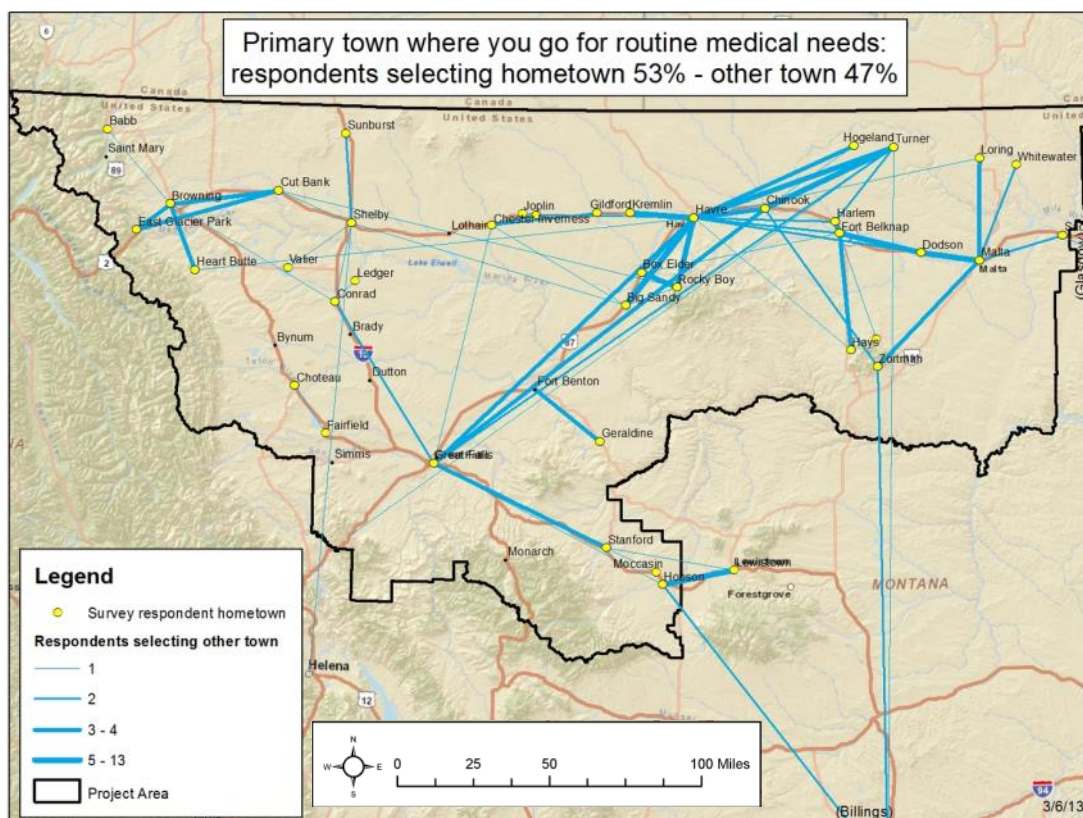 Primary town where you go for routine medical needs:
respondents selecting hometown 53% - other town 47%
6
Canada
United States
Canada
United States
Babb
Saint Mary
89
Sunburst
Hogeland
Turner
Loring
Whitewater
Browning
Cut Bank
East Glacier Park
Shelby
Lothair
Joplin
Chester
Inverness
Gildford
Kremlin
Havre
Chinook
Harlem
Fort Belknap
Dodson
Malta
Malta
(Glasgow)
2
Heart Butte
Valier
Ledger
Lake Elwell
Box Elder
Rocky Boy
Big Sandy
Conrad
Brady
Bynum
15
87
Dutton
Hays
Zortman
Choteau
Fort Benton
Fairfield
Simms
Geraldine
Great Falls
Stanford
Moccasin
Hobson
Lewistown
Monarch
Forestgrove
MONTANA
Helena
12
Legend
Survey respondent hometown
Respondents selecting other town
1
2
3 - 4
5 - 13
Project Area
N
W
E
S
0
25
50
100 Miles
(Billings)
94
3/6/13